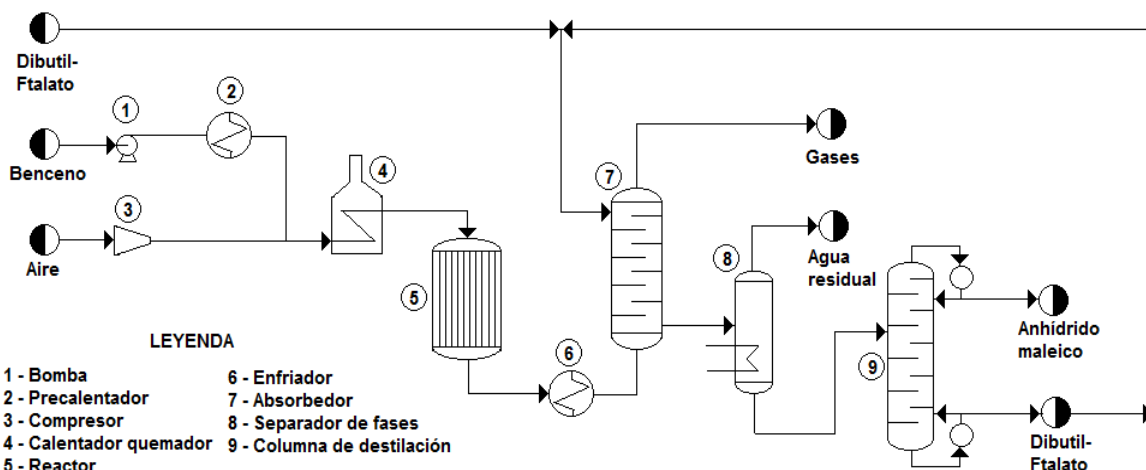 Dibutil-
Ftalato
1
2
Benceno
3
Aire
4
5
6
7
Gases
8
Agua
residual
9
Anhídrido
maleico
Dibutil-
Ftalato
LEYENDA
1 - Bomba
2 - Precalentador
3 - Compresor
4 - Calentador quemador
5 - Reactor
6 - Enfriador
7 - Absorbedor
8 - Separador de fases
9 - Columna de destilación